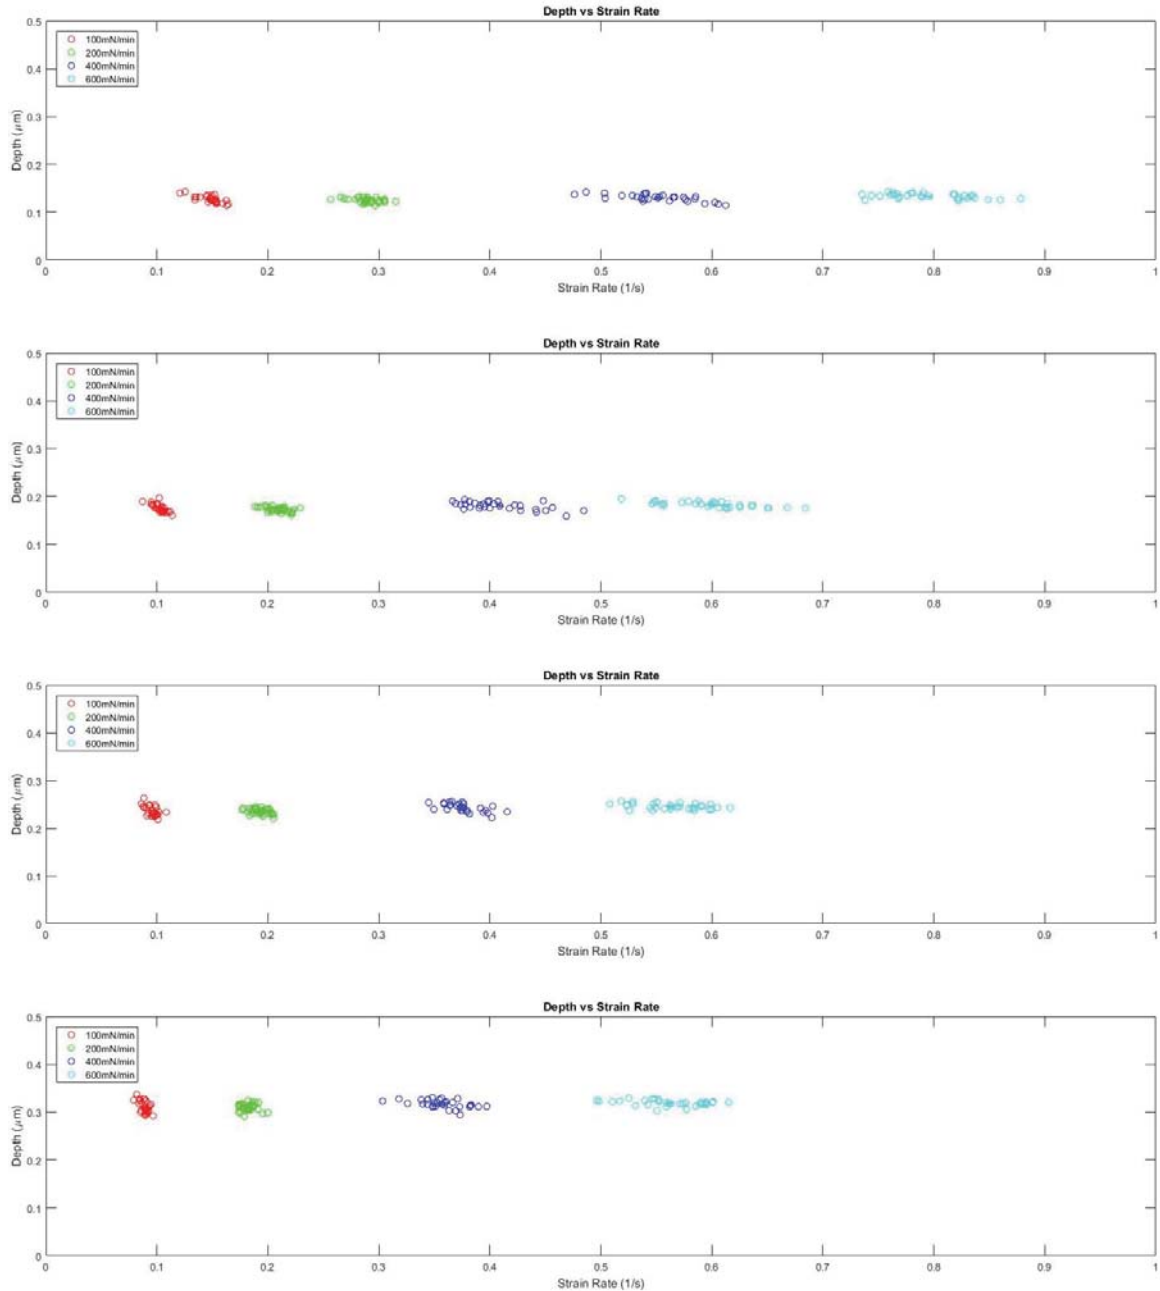 Depth vs Strain Rate
0.5
100mN/min
200mN/min
0.4
400mN/min
600mN/min
0.3
Depth (μm)
0.2
0.1
0
0 0.1 0.2 0.3 0.4 0.5 0.6 0.7 0.8 0.9 1
Strain Rate (1/s)
Depth vs Strain Rate
0.5
100mN/min
200mN/min
0.4
400mN/min
600mN/min
0.3
Depth (μm)
0.2
0.1
0
0 0.1 0.2 0.3 0.4 0.5 0.6 0.7 0.8 0.9 1
Strain Rate (1/s)
Depth vs Strain Rate
0.5
100mN/min
200mN/min
0.4
400mN/min
600mN/min
0.3
Depth (μm)
0.2
0.1
0
0 0.1 0.2 0.3 0.4 0.5 0.6 0.7 0.8 0.9 1
Strain Rate (1/s)
Depth vs Strain Rate
0.5
100mN/min
200mN/min
0.4
400mN/min
600mN/min
0.3
Depth (μm)
0.2
0.1
0
0 0.1 0.2 0.3 0.4 0.5 0.6 0.7 0.8 0.9 1
Strain Rate (1/s)